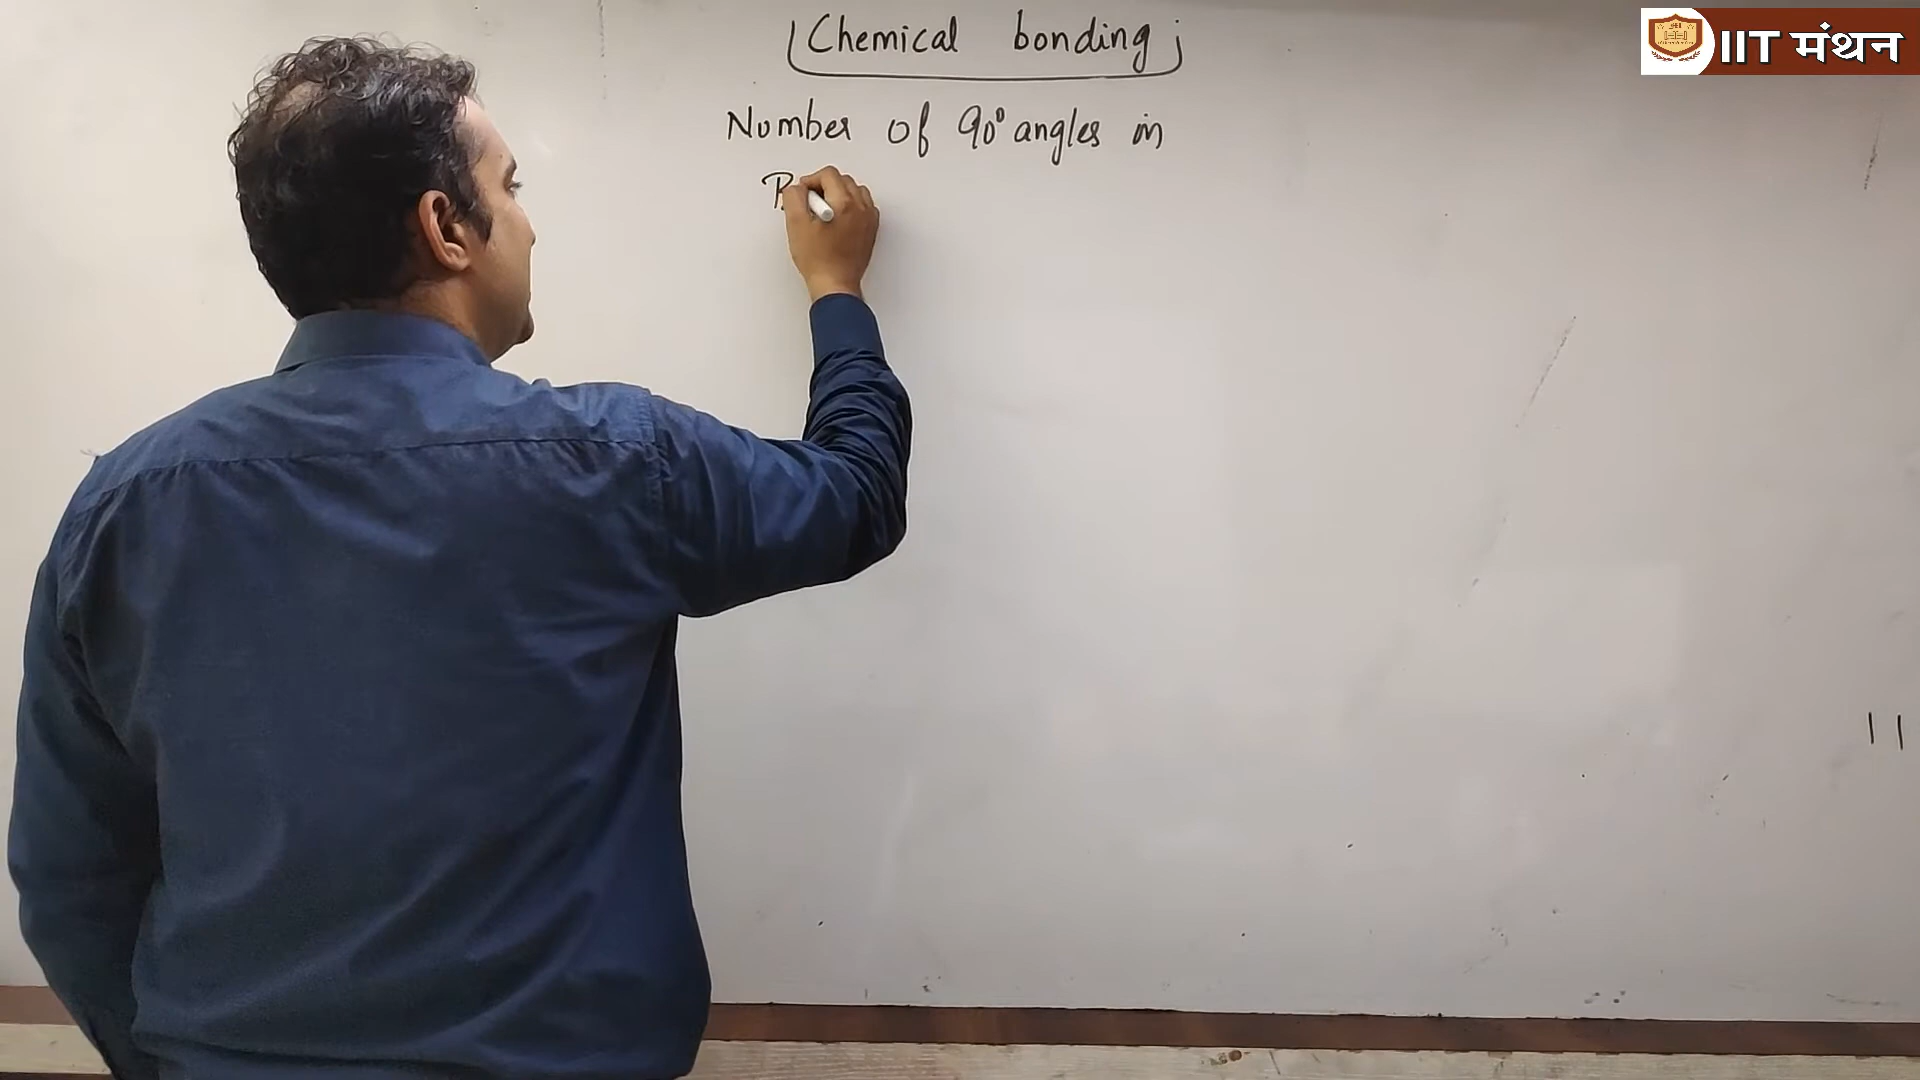 IIT मंथन
Chemical bonding
Number of 90° angles in